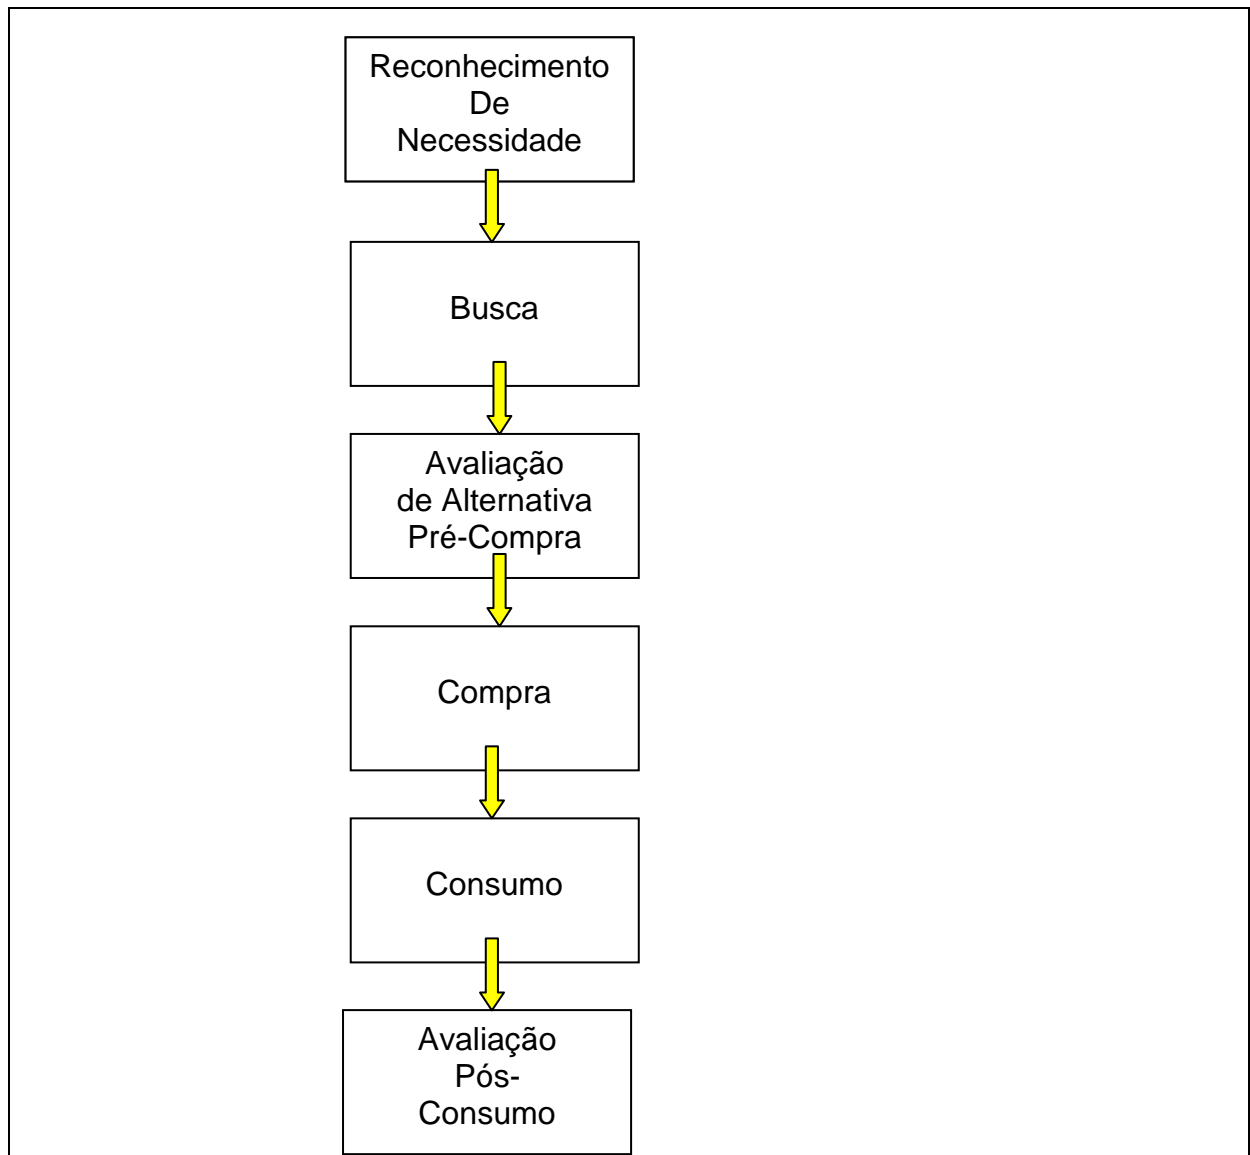 Reconhecimento
De
Necessidade
Busca
Avaliação
de Alternativa
Pré-Compra
Compra
Consumo
Avaliação
Pós-
Consumo